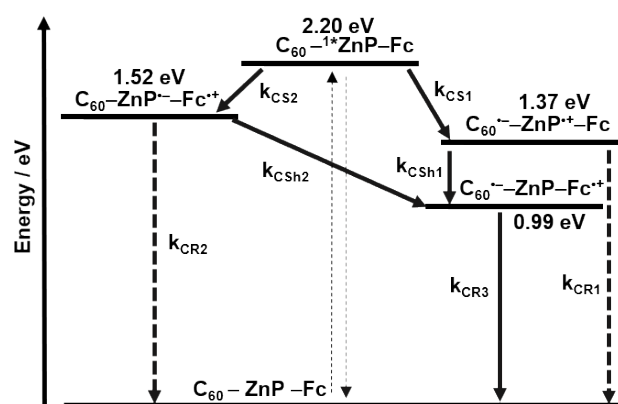 2.20 eV
C₆₀–¹*ZnP–Fc
1.52 eV
C₆₀–ZnP•−–Fc•+
kCS2
kCS1
1.37 eV
C₆₀•−–ZnP•+–Fc
kCSh2
kCSh1
C₆₀•−–ZnP–Fc•+
0.99 eV
Energy / eV
kCR2
kCR3
kCR1
C₆₀ – ZnP –Fc